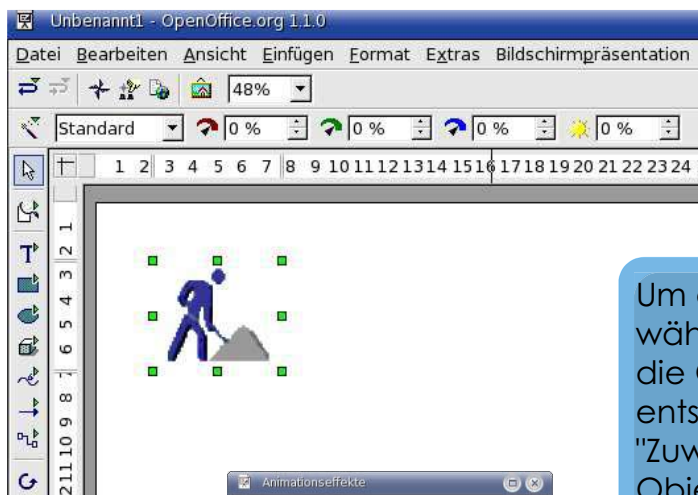 Unbenannt1 - OpenOffice.org 1.1.0
Datei Bearbeiten Ansicht Einfügen Format Extras Bildschirmpräsentation
48%
Standard 0 % 0 % 0 % 0 %
1 2 3 4 5 6 7 8 9 10 11 12 13 14 15 16 17 18 19 20 21 22 23 24
T
1
2
3
4
5
6
7
8
9
10
11
Um
wäh
die
ents
"Zuw
Obje
Animationseffekte